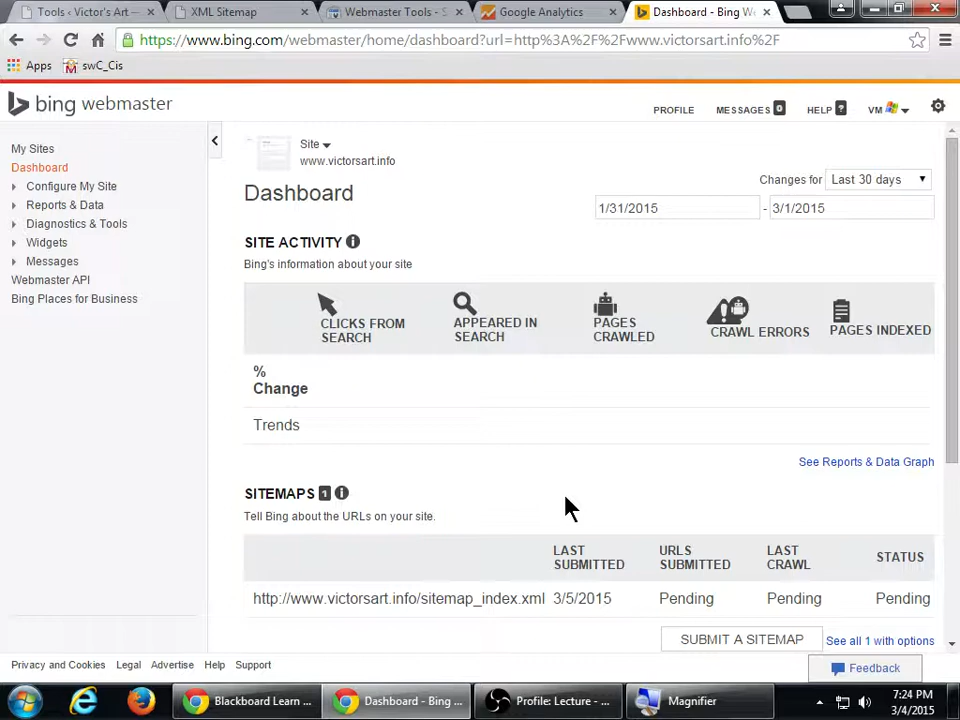 Tools ‹ Victor's Art —
XML Sitemap
Webmaster Tools - S
Google Analytics
Dashboard - Bing W
https://www.bing.com/webmaster/home/dashboard?url=http%3A%2F%2Fwww.victorsart.info%2F
Apps
swC_Cis
bing webmaster
PROFILE
MESSAGES 0
HELP ?
VM
My Sites
Dashboard
Configure My Site
Reports & Data
Diagnostics & Tools
Widgets
Messages
Webmaster API
Bing Places for Business
Site
www.victorsart.info
Dashboard
Changes for Last 30 days
1/31/2015 - 3/1/2015
SITE ACTIVITY
Bing's information about your site
CLICKS FROM SEARCH
APPEARED IN SEARCH
PAGES CRAWLED
CRAWL ERRORS
PAGES INDEXED
% Change
Trends
See Reports & Data Graph
SITEMAPS 1
Tell Bing about the URLs on your site.
LAST SUBMITTED
URLS SUBMITTED
LAST CRAWL
STATUS
http://www.victorsart.info/sitemap_index.xml 3/5/2015 Pending Pending Pending
SUBMIT A SITEMAP
See all 1 with options
Privacy and Cookies Legal Advertise Help Support
Feedback
Blackboard Learn ...
Dashboard - Bing ...
Profile: Lecture - ...
Magnifier
7:24 PM
3/4/2015